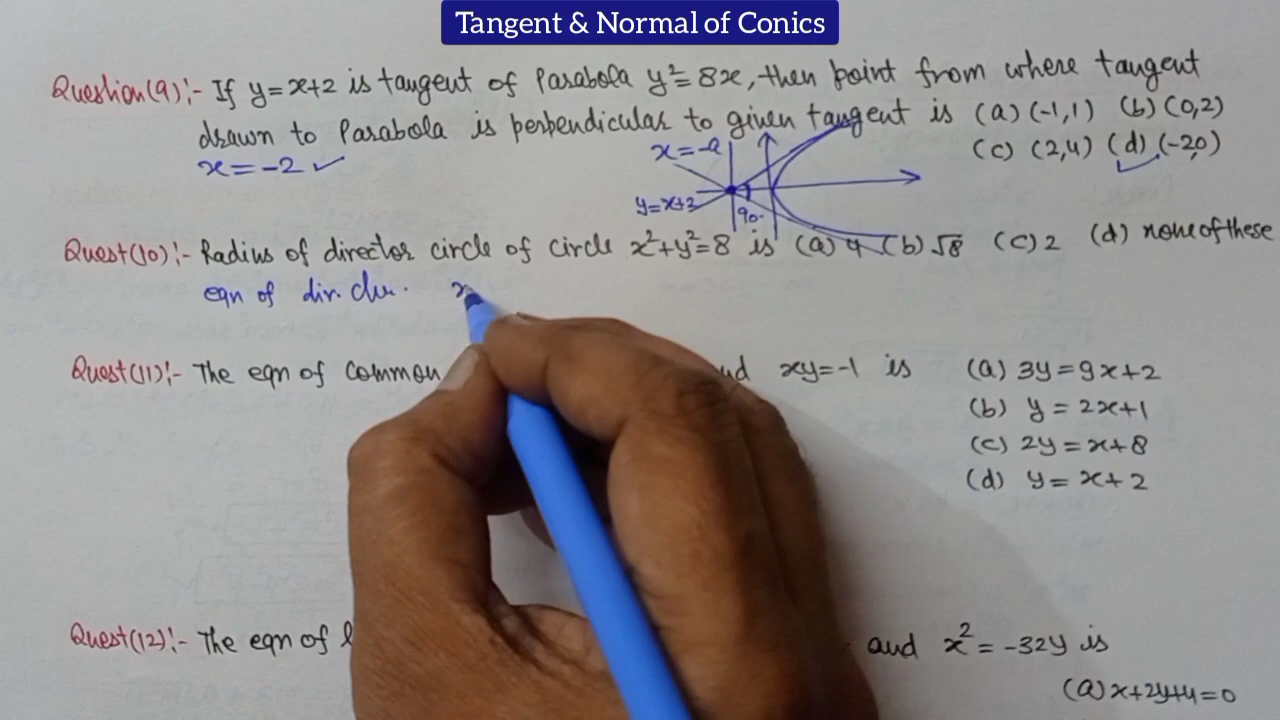 Tangent & Normal of Conics
Question(9):- If y=x+2 is tangent of Parabola y²=8x, then point from where tangent
drawn to Parabola is perpendicular to given tangent is (a) (-1,1) (b) (0,2)
(c) (2,4) (d) (-2,0)
x=-2 ✓
x=-a
y=x+2
90°
Quest(10):- Radius of director circle of circle x²+y²=8 is (a) 4 (b) √8 (c) 2 (d) none of these
eqn of dir. x
Quest(11):- The eqn of common xy=-1 is (a) 3y=9x+2
(b) y = 2x+1
(c) 2y = x+8
(d) y = x+2
Quest(12):- The eqn of and x² = -32y is
(a) x+2y+4=0